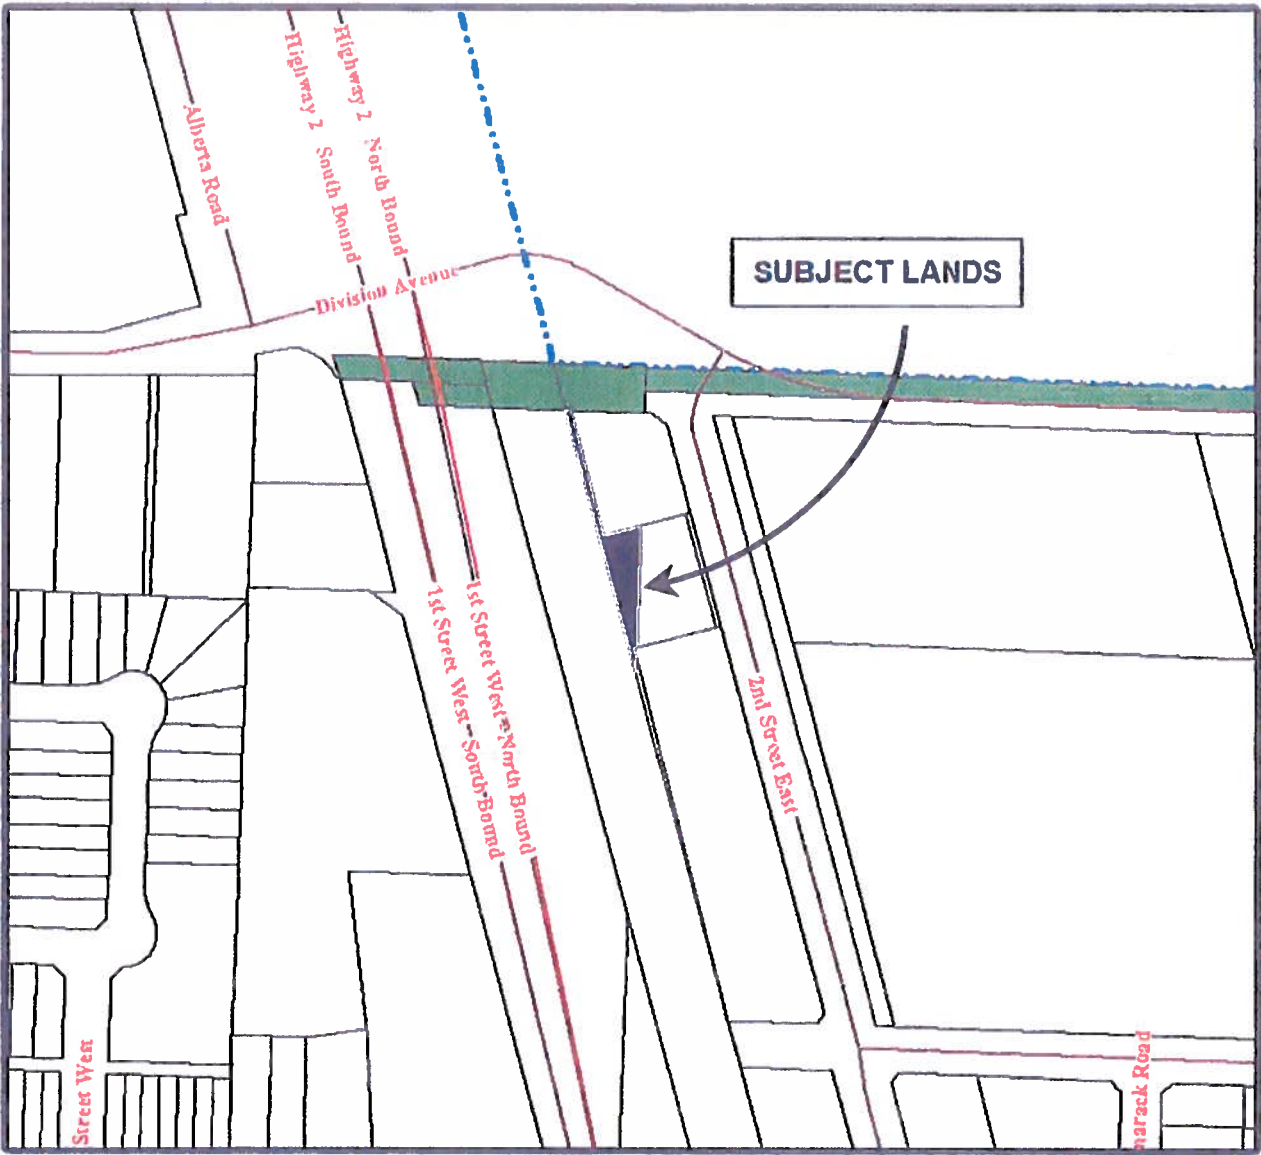 Highway 2 South Bound
Highway 2 North Bound
Alberta Road
Division Avenue
SUBJECT LANDS
1st Street West - South Bound
1st Street West - North Bound
2nd Street East
Street West
marack Road